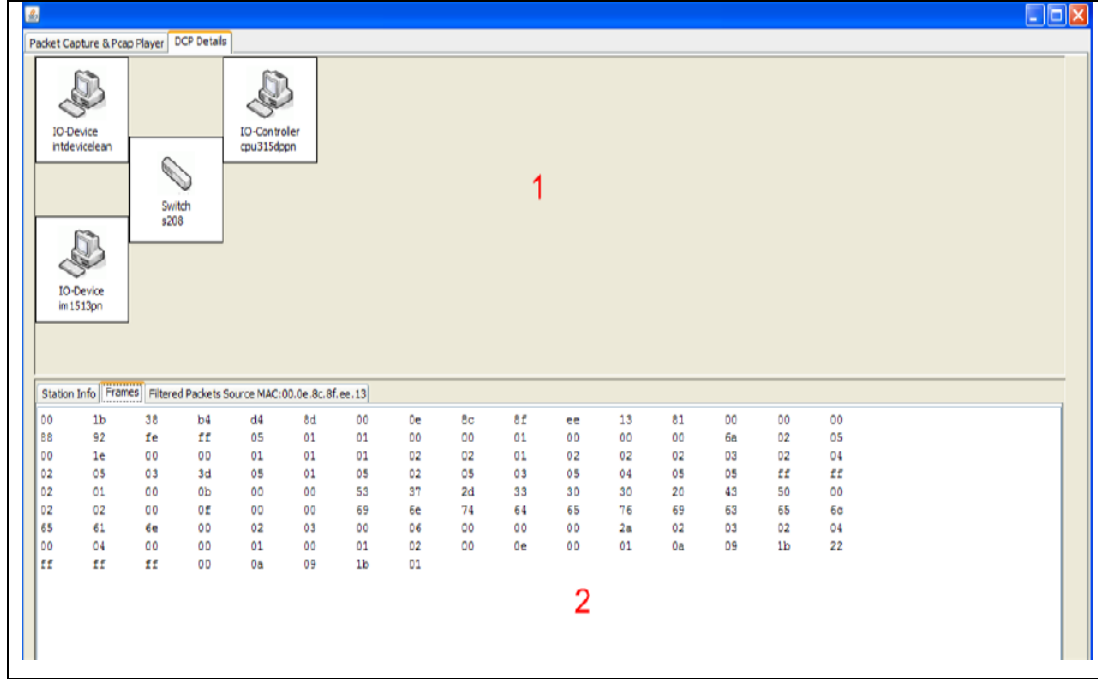 Packet Capture & Pcap Player DCP Details
IO-Device
intdevicelean
IO-Controller
cpu315dppn
Switch
s208
1
IO-Device
im1513pn
Station Info Frames Filtered Packets Source MAC:00.0e.8c.8f.ee.13
00 1b 38 b4 d4 8d 00 0e 8c 8f ee 13 81 00 00 00
88 92 fe ff 05 01 01 00 00 01 00 00 00 6a 02 05
00 1e 00 00 01 01 01 02 02 01 02 02 02 03 02 04
02 05 03 3d 05 01 05 02 05 03 05 04 05 05 ff ff
02 01 00 0b 00 00 53 37 2d 33 30 30 20 43 50 00
02 02 00 0f 00 00 69 6e 74 64 65 76 69 63 65 6c
65 61 6e 00 02 03 00 06 00 00 00 2a 02 03 02 04
00 04 00 00 01 00 01 02 00 0e 00 01 0a 09 1b 22
ff ff ff 00 0a 09 1b 01
2